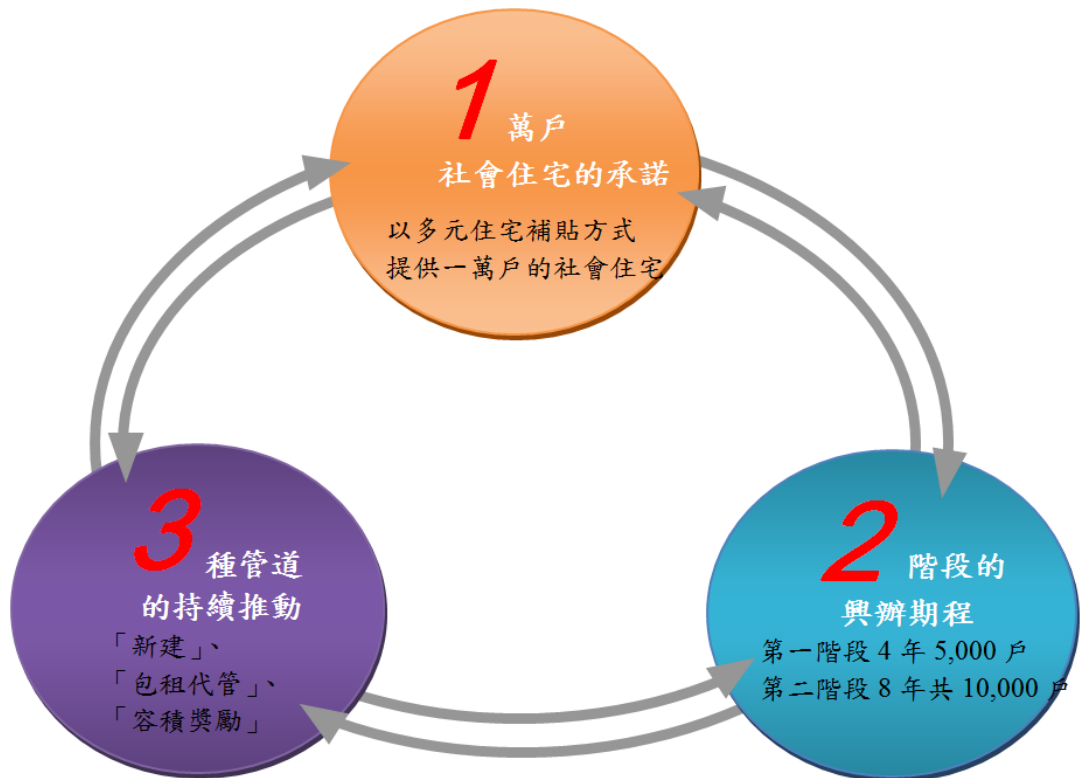 1萬戶
社會住宅的承諾
以多元住宅補貼方式
提供一萬戶的社會住宅
2階段的
興辦期程
第一階段 4 年 5,000 戶
第二階段 8 年共 10,000 戶
3種管道
的持續推動
「新建」、
「包租代管」、
「容積獎勵」